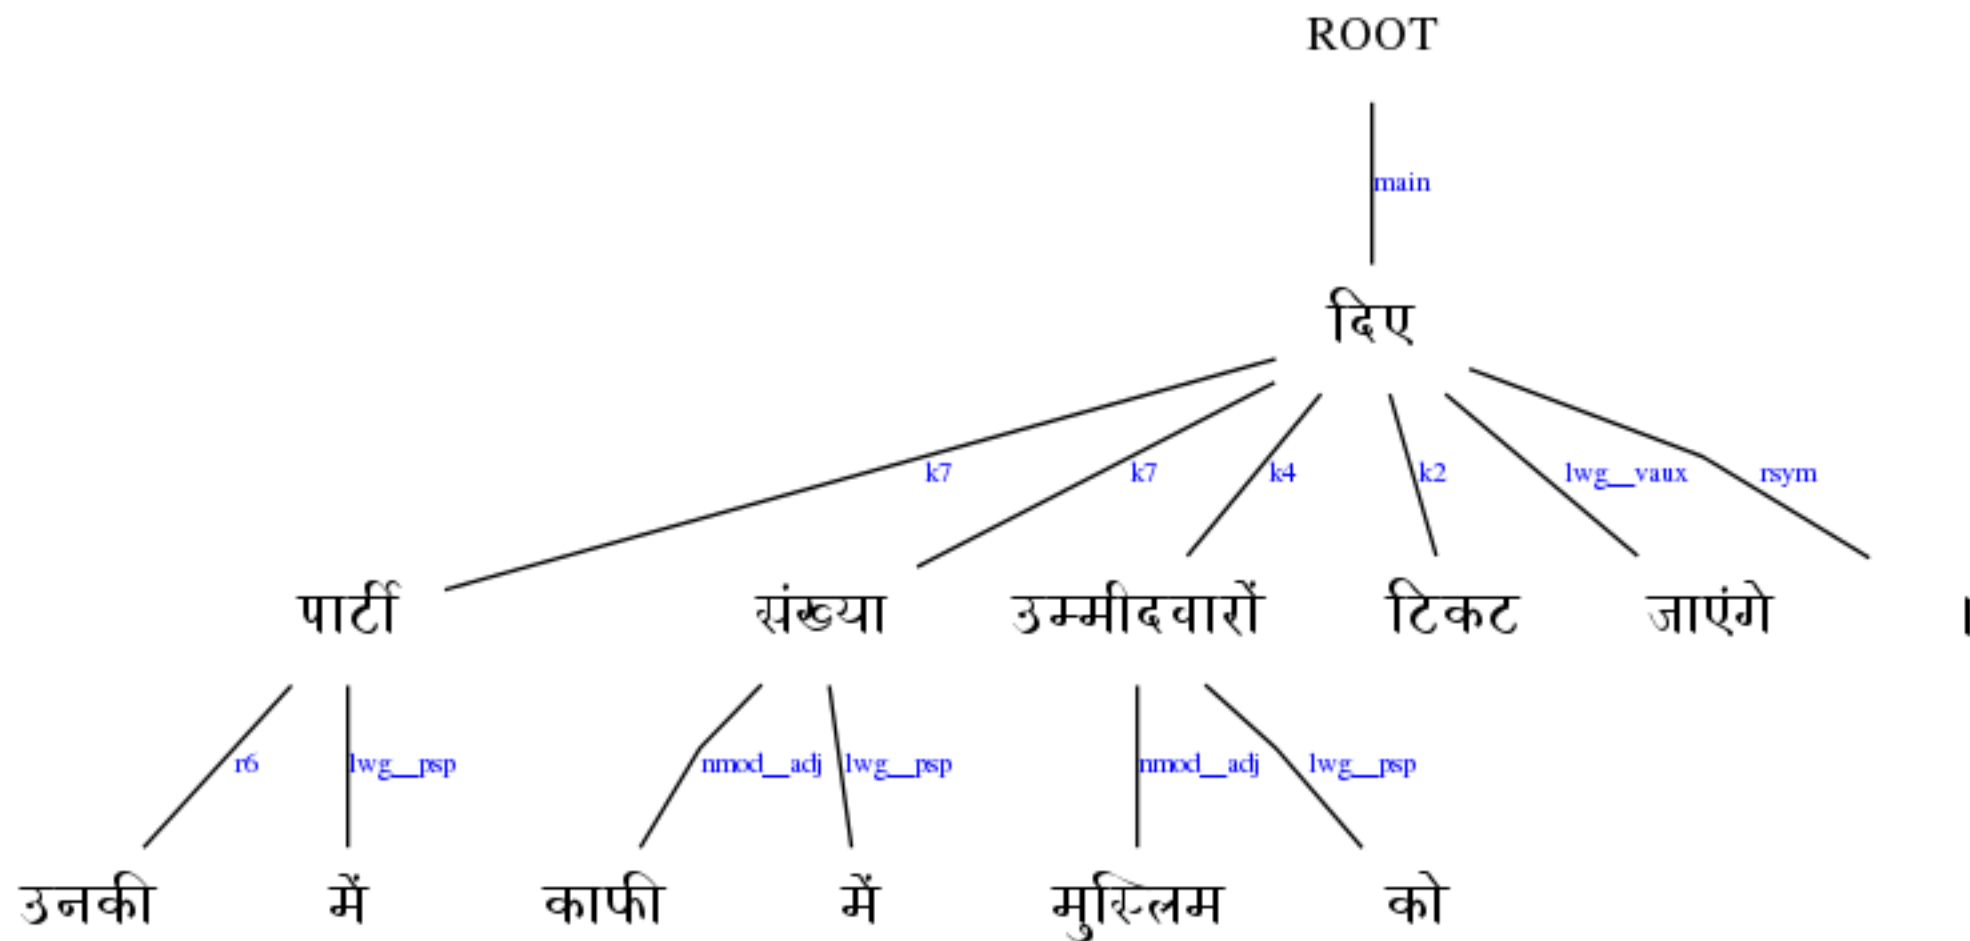 ROOT
main
दिए
k7 k7 k4 k2 lwg__vaux rsym
पार्टी संख्या उम्मीदवारों टिकट जाएंगे ।
r6 lwg__psp nmod__adj lwg__psp nmod__adj lwg__psp
उनकी में काफी में मुस्लिम को